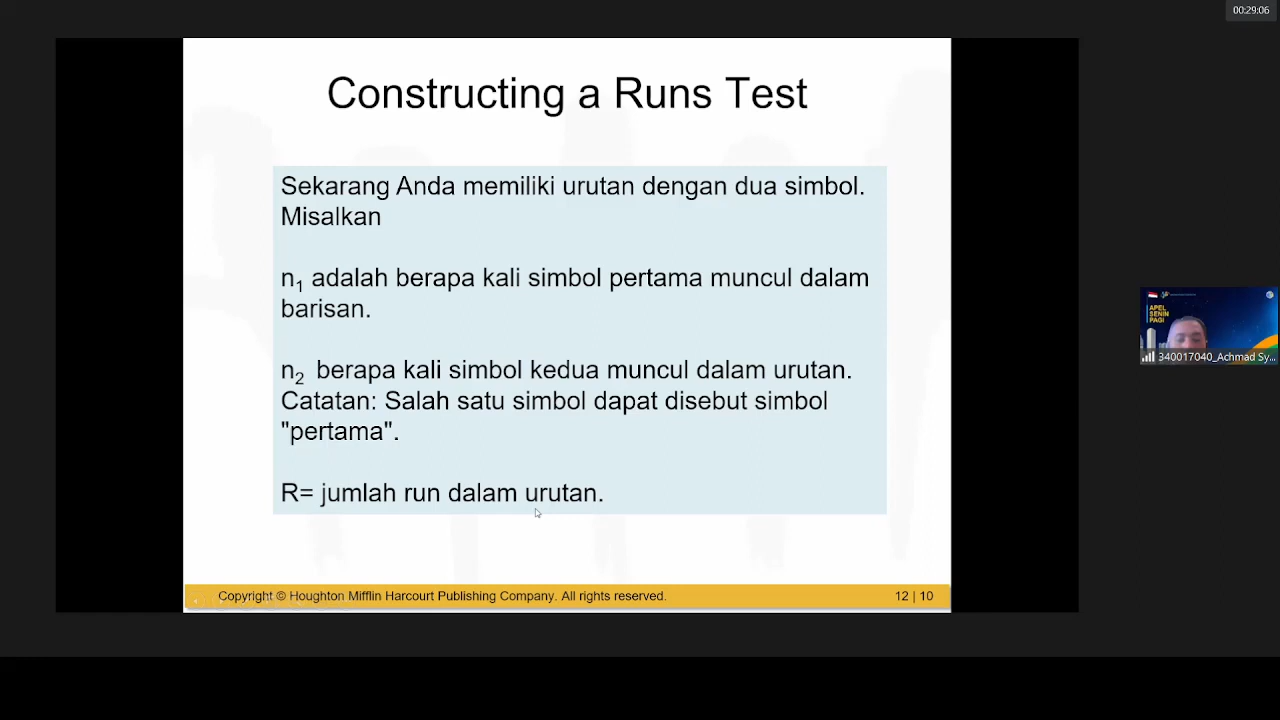 00:29:06
Constructing a Runs Test
Sekarang Anda memiliki urutan dengan dua simbol.
Misalkan
n₁ adalah berapa kali simbol pertama muncul dalam
barisan.
n₂ berapa kali simbol kedua muncul dalam urutan.
Catatan: Salah satu simbol dapat disebut simbol
"pertama".
R= jumlah run dalam urutan.
APEL
SENIN
PAGI
340017040_Achmad Sy...
Copyright © Houghton Mifflin Harcourt Publishing Company. All rights reserved.
12 | 10